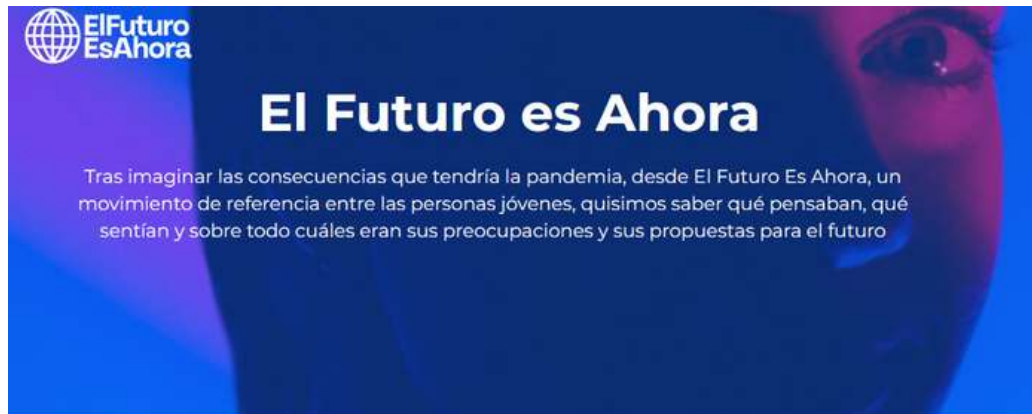 ElFuturo
EsAhora
El Futuro es Ahora
Tras imaginar las consecuencias que tendría la pandemia, desde El Futuro Es Ahora, un
movimiento de referencia entre las personas jóvenes, quisimos saber qué pensaban, qué
sentían y sobre todo cuáles eran sus preocupaciones y sus propuestas para el futuro